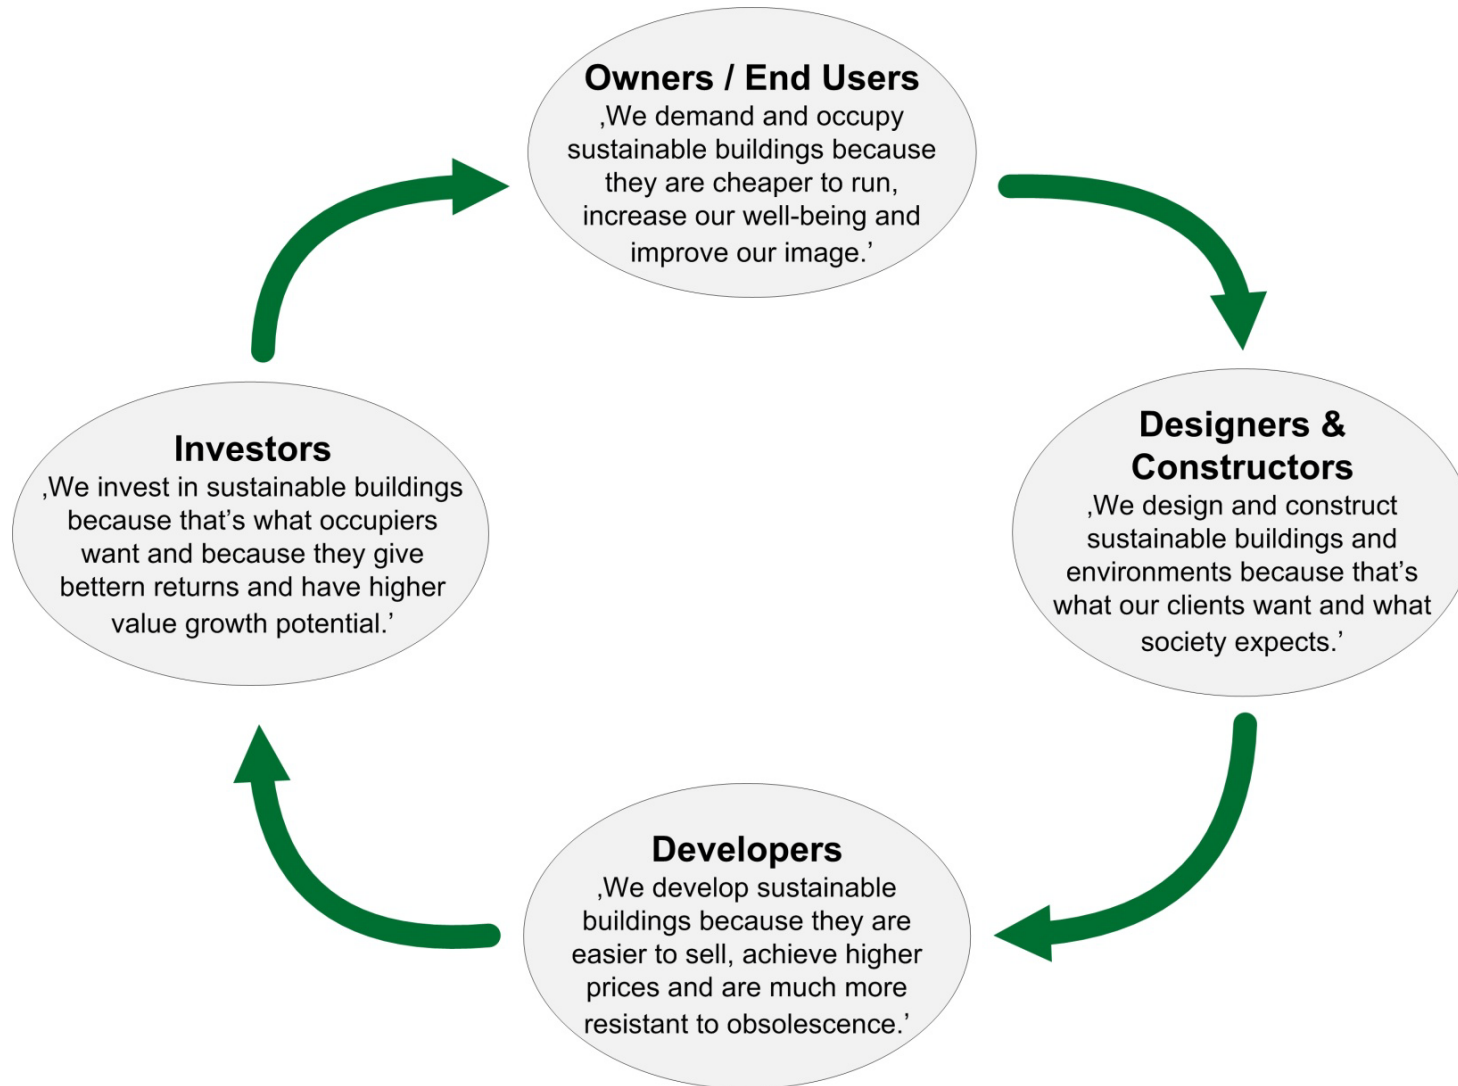 Owners / End Users
‚We demand and occupy
sustainable buildings because
they are cheaper to run,
increase our well-being and
improve our image.’
Designers &
Constructors
‚We design and construct
sustainable buildings and
environments because that’s
what our clients want and what
society expects.’
Developers
‚We develop sustainable
buildings because they are
easier to sell, achieve higher
prices and are much more
resistant to obsolescence.’
Investors
‚We invest in sustainable buildings
because that’s what occupiers
want and because they give
bettern returns and have higher
value growth potential.’